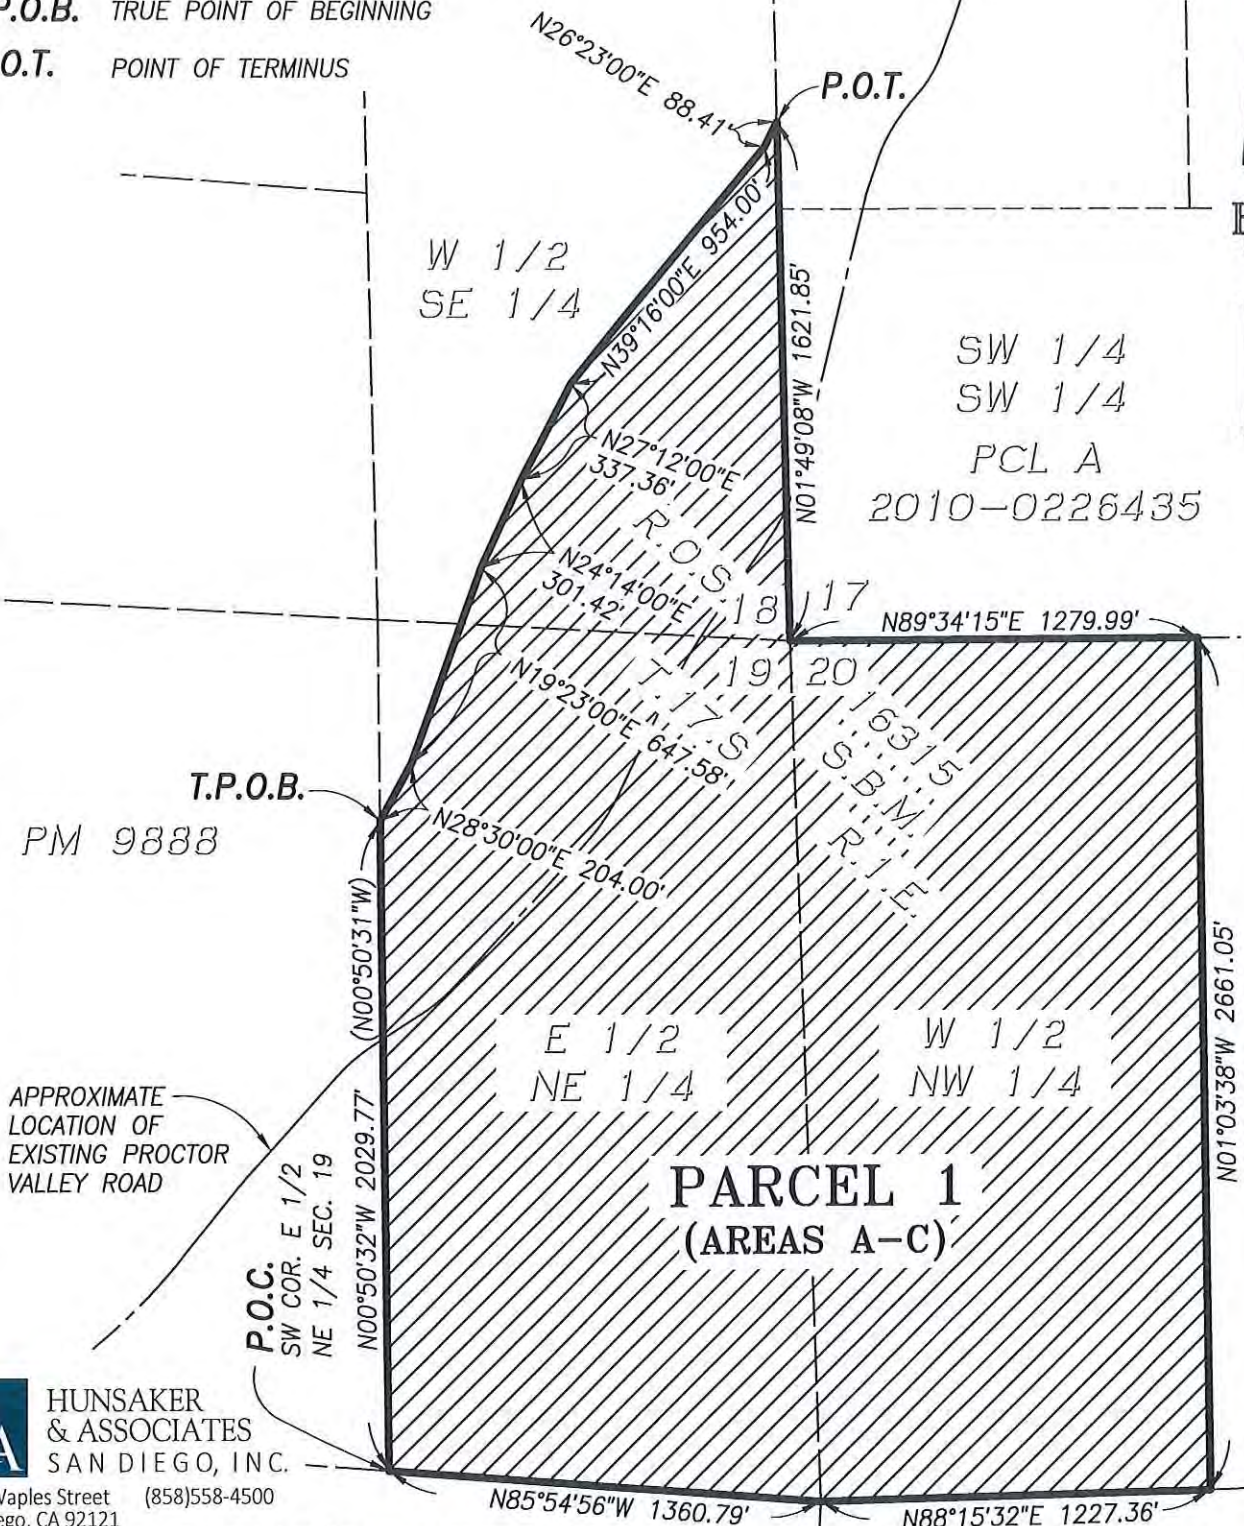 P.O.B. TRUE POINT OF BEGINNING
O.T. POINT OF TERMINUS
N26°23'00"E 88.41'
P.O.T.
W 1/2
SE 1/4
N39°16'00"E 954.00'
N01°49'08"W 1621.85'
SW 1/4
SW 1/4
PCL A
2010-0226435
N27°12'00"E
337.36'
R.O.S.
N24°14'00"E
301.42'
18 17
N89°34'15"E 1279.99'
19 20
N19°23'00"E 647.58'
T.17.S
16315
S.B.M.
R.1.E.
T.P.O.B.
PM 9888
N28°30'00"E 204.00'
(N00°50'31"W)
N01°03'38"W 2661.05'
E 1/2
NE 1/4
W 1/2
NW 1/4
APPROXIMATE
LOCATION OF
EXISTING PROCTOR
VALLEY ROAD
PARCEL 1
(AREAS A-C)
P.O.C.
SW COR. E 1/2
NE 1/4 SEC. 19
N00°50'32"W 2029.77'
HUNSAKER
& ASSOCIATES
SAN DIEGO, INC.
Waples Street (858)558-4500
ego, CA 92121
N85°54'56"W 1360.79'
N88°15'32"E 1227.36'